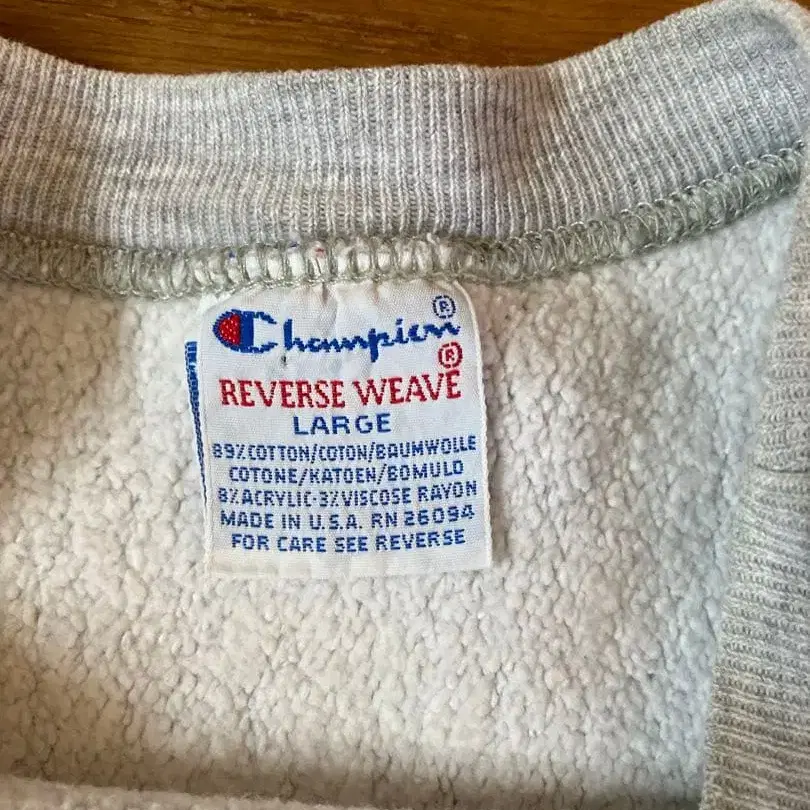 Champion®
REVERSE WEAVE®
LARGE
89%COTTON/COTON/BAUMWOLLE
COTONE/KATOEN/BOMULD
8%ACRYLIC-3%VISCOSE RAYON
MADE IN U.S.A. RN 26094
FOR CARE SEE REVERSE